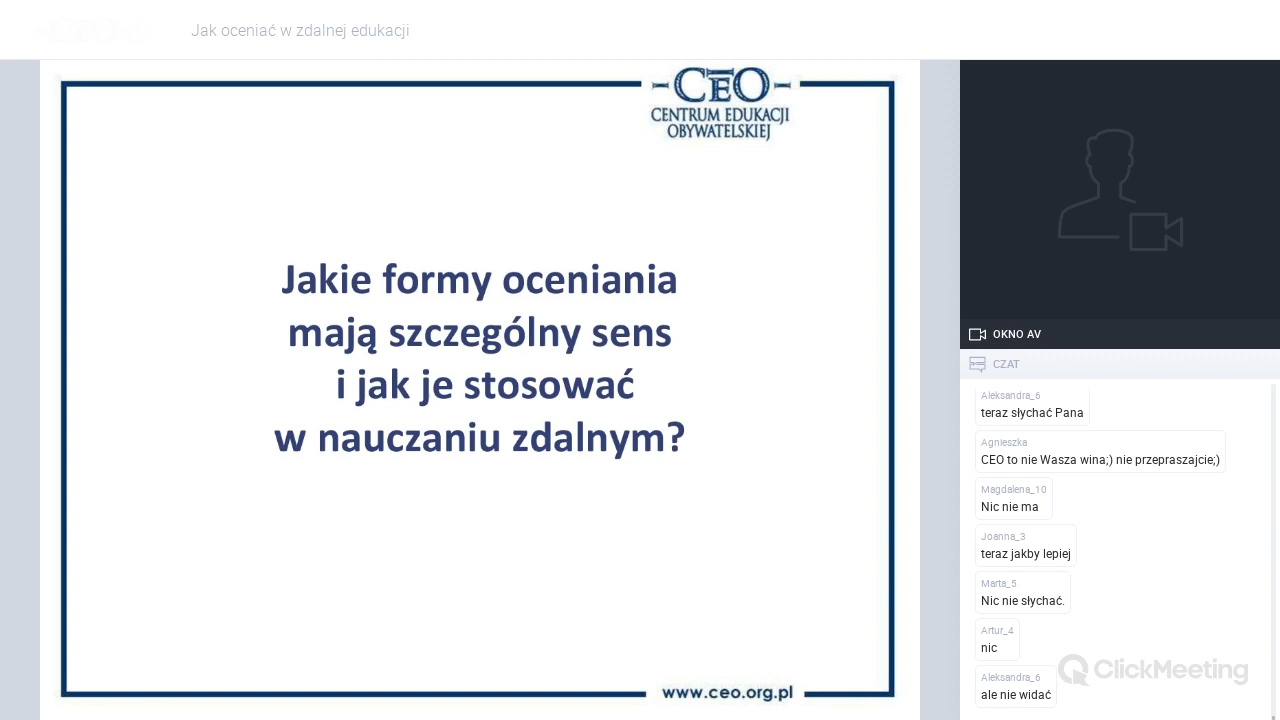 Jak oceniać w zdalnej edukacji
CEO
CENTRUM EDUKACJI
OBYWATELSKIEJ
Jakie formy oceniania
mają szczególny sens
i jak je stosować
w nauczaniu zdalnym?
www.ceo.org.pl
OKNO AV
CZAT
Aleksandra_6
teraz słychać Pana
Agnieszka
CEO to nie Wasza wina;) nie przepraszajcie;)
Magdalena_10
Nic nie ma
Joanna_3
teraz jakby lepiej
Marta_5
Nic nie słychać.
Artur_4
nic
Aleksandra_6
ale nie widać
ClickMeeting